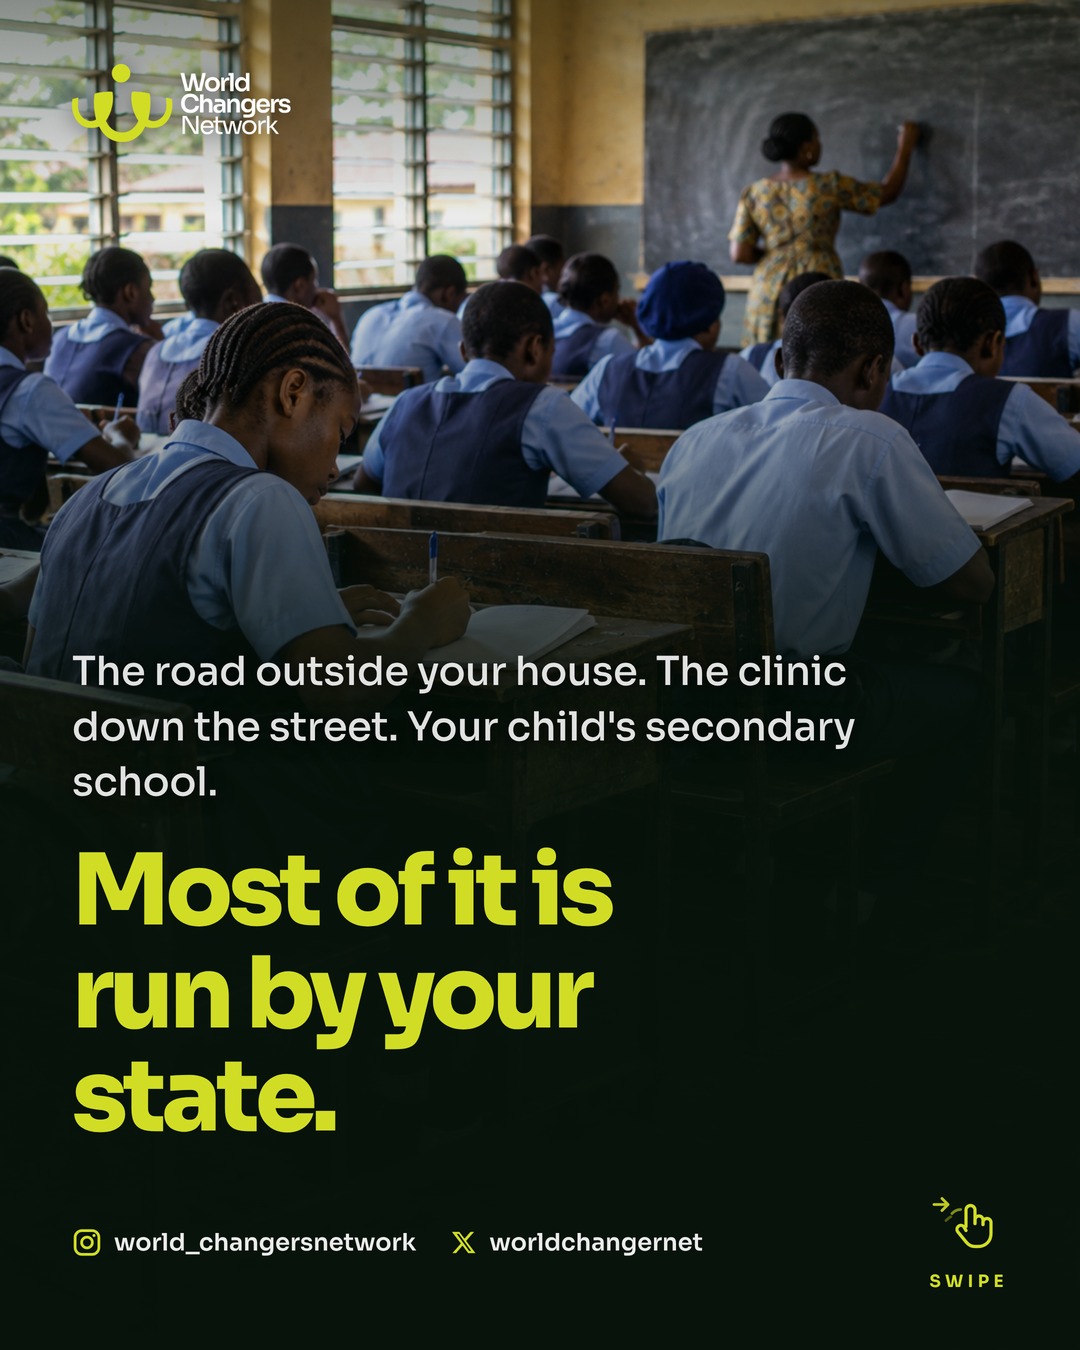 World
Changers
Network
The road outside your house. The clinic
down the street. Your child's secondary
school.
Most of it is
run by your
state.
world_changersnetwork
worldchangernet
SWIPE